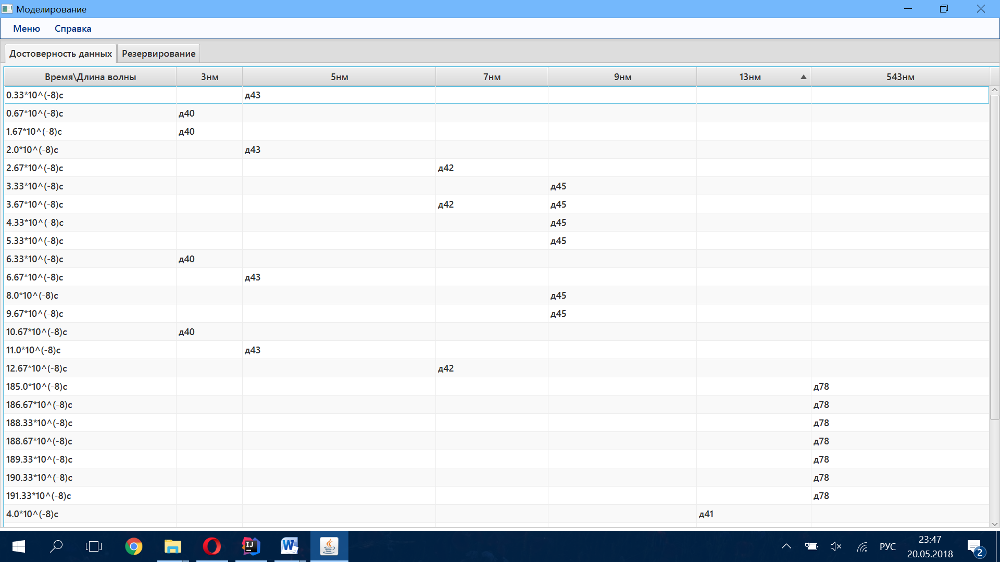 Моделирование
Меню Справка
Достоверность данных Резервирование
Время\Длина волны 3нм 5нм 7нм 9нм 13нм 543нм
0.33*10^(-8)с д43
0.67*10^(-8)с д40
1.67*10^(-8)с д40
2.0*10^(-8)с д43
2.67*10^(-8)с д42
3.33*10^(-8)с д45
3.67*10^(-8)с д42 д45
4.33*10^(-8)с д45
5.33*10^(-8)с д45
6.33*10^(-8)с д40
6.67*10^(-8)с д43
8.0*10^(-8)с д45
9.67*10^(-8)с д45
10.67*10^(-8)с д40
11.0*10^(-8)с д43
12.67*10^(-8)с д42
185.0*10^(-8)с д78
186.67*10^(-8)с д78
188.33*10^(-8)с д78
188.67*10^(-8)с д78
189.33*10^(-8)с д78
190.33*10^(-8)с д78
191.33*10^(-8)с д78
4.0*10^(-8)с д41
РУС
23:47
20.05.2018
2